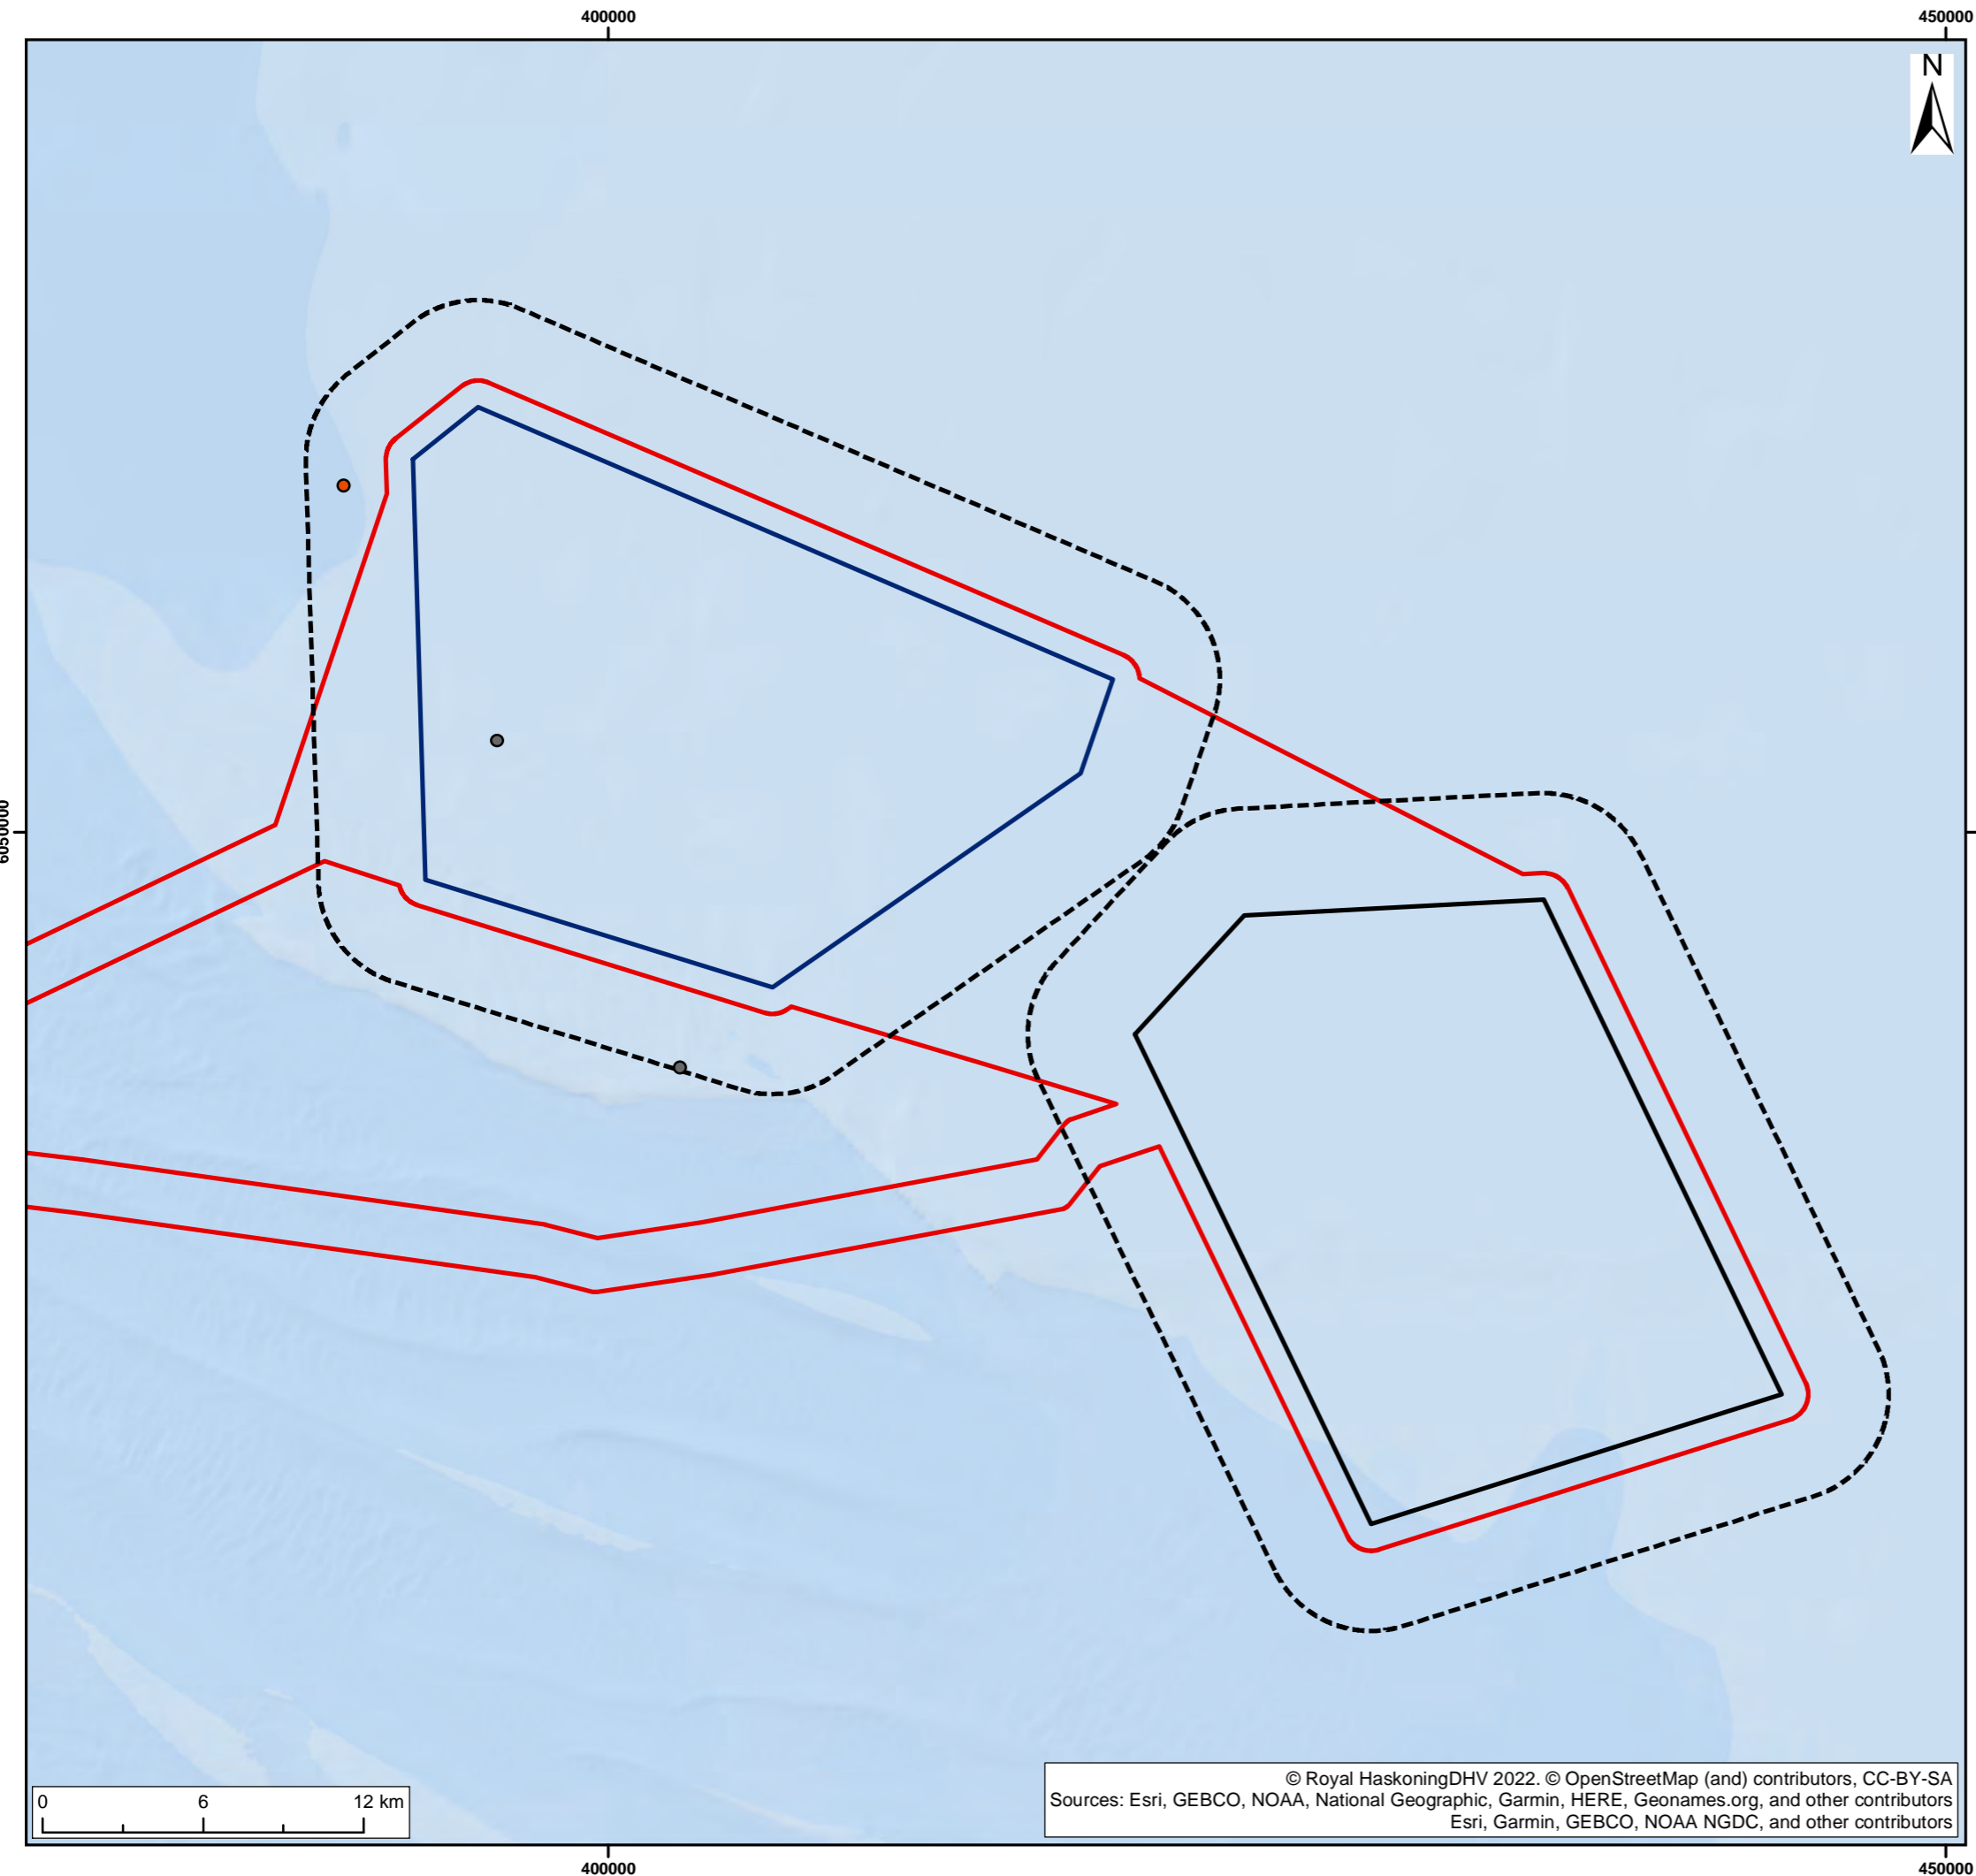 400000
450000
N
6050000
0
6
12 km
© Royal HaskoningDHV 2022. © OpenStreetMap (and) contributors, CC-BY-SA
Sources: Esri, GEBCO, NOAA, National Geographic, Garmin, HERE, Geonames.org, and other contributors
Esri, Garmin, GEBCO, NOAA NGDC, and other contributors
400000
450000